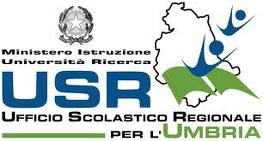 Ministero Istruzione
Università Ricerca
USR
Ufficio Scolastico Regionale
per l'Umbria